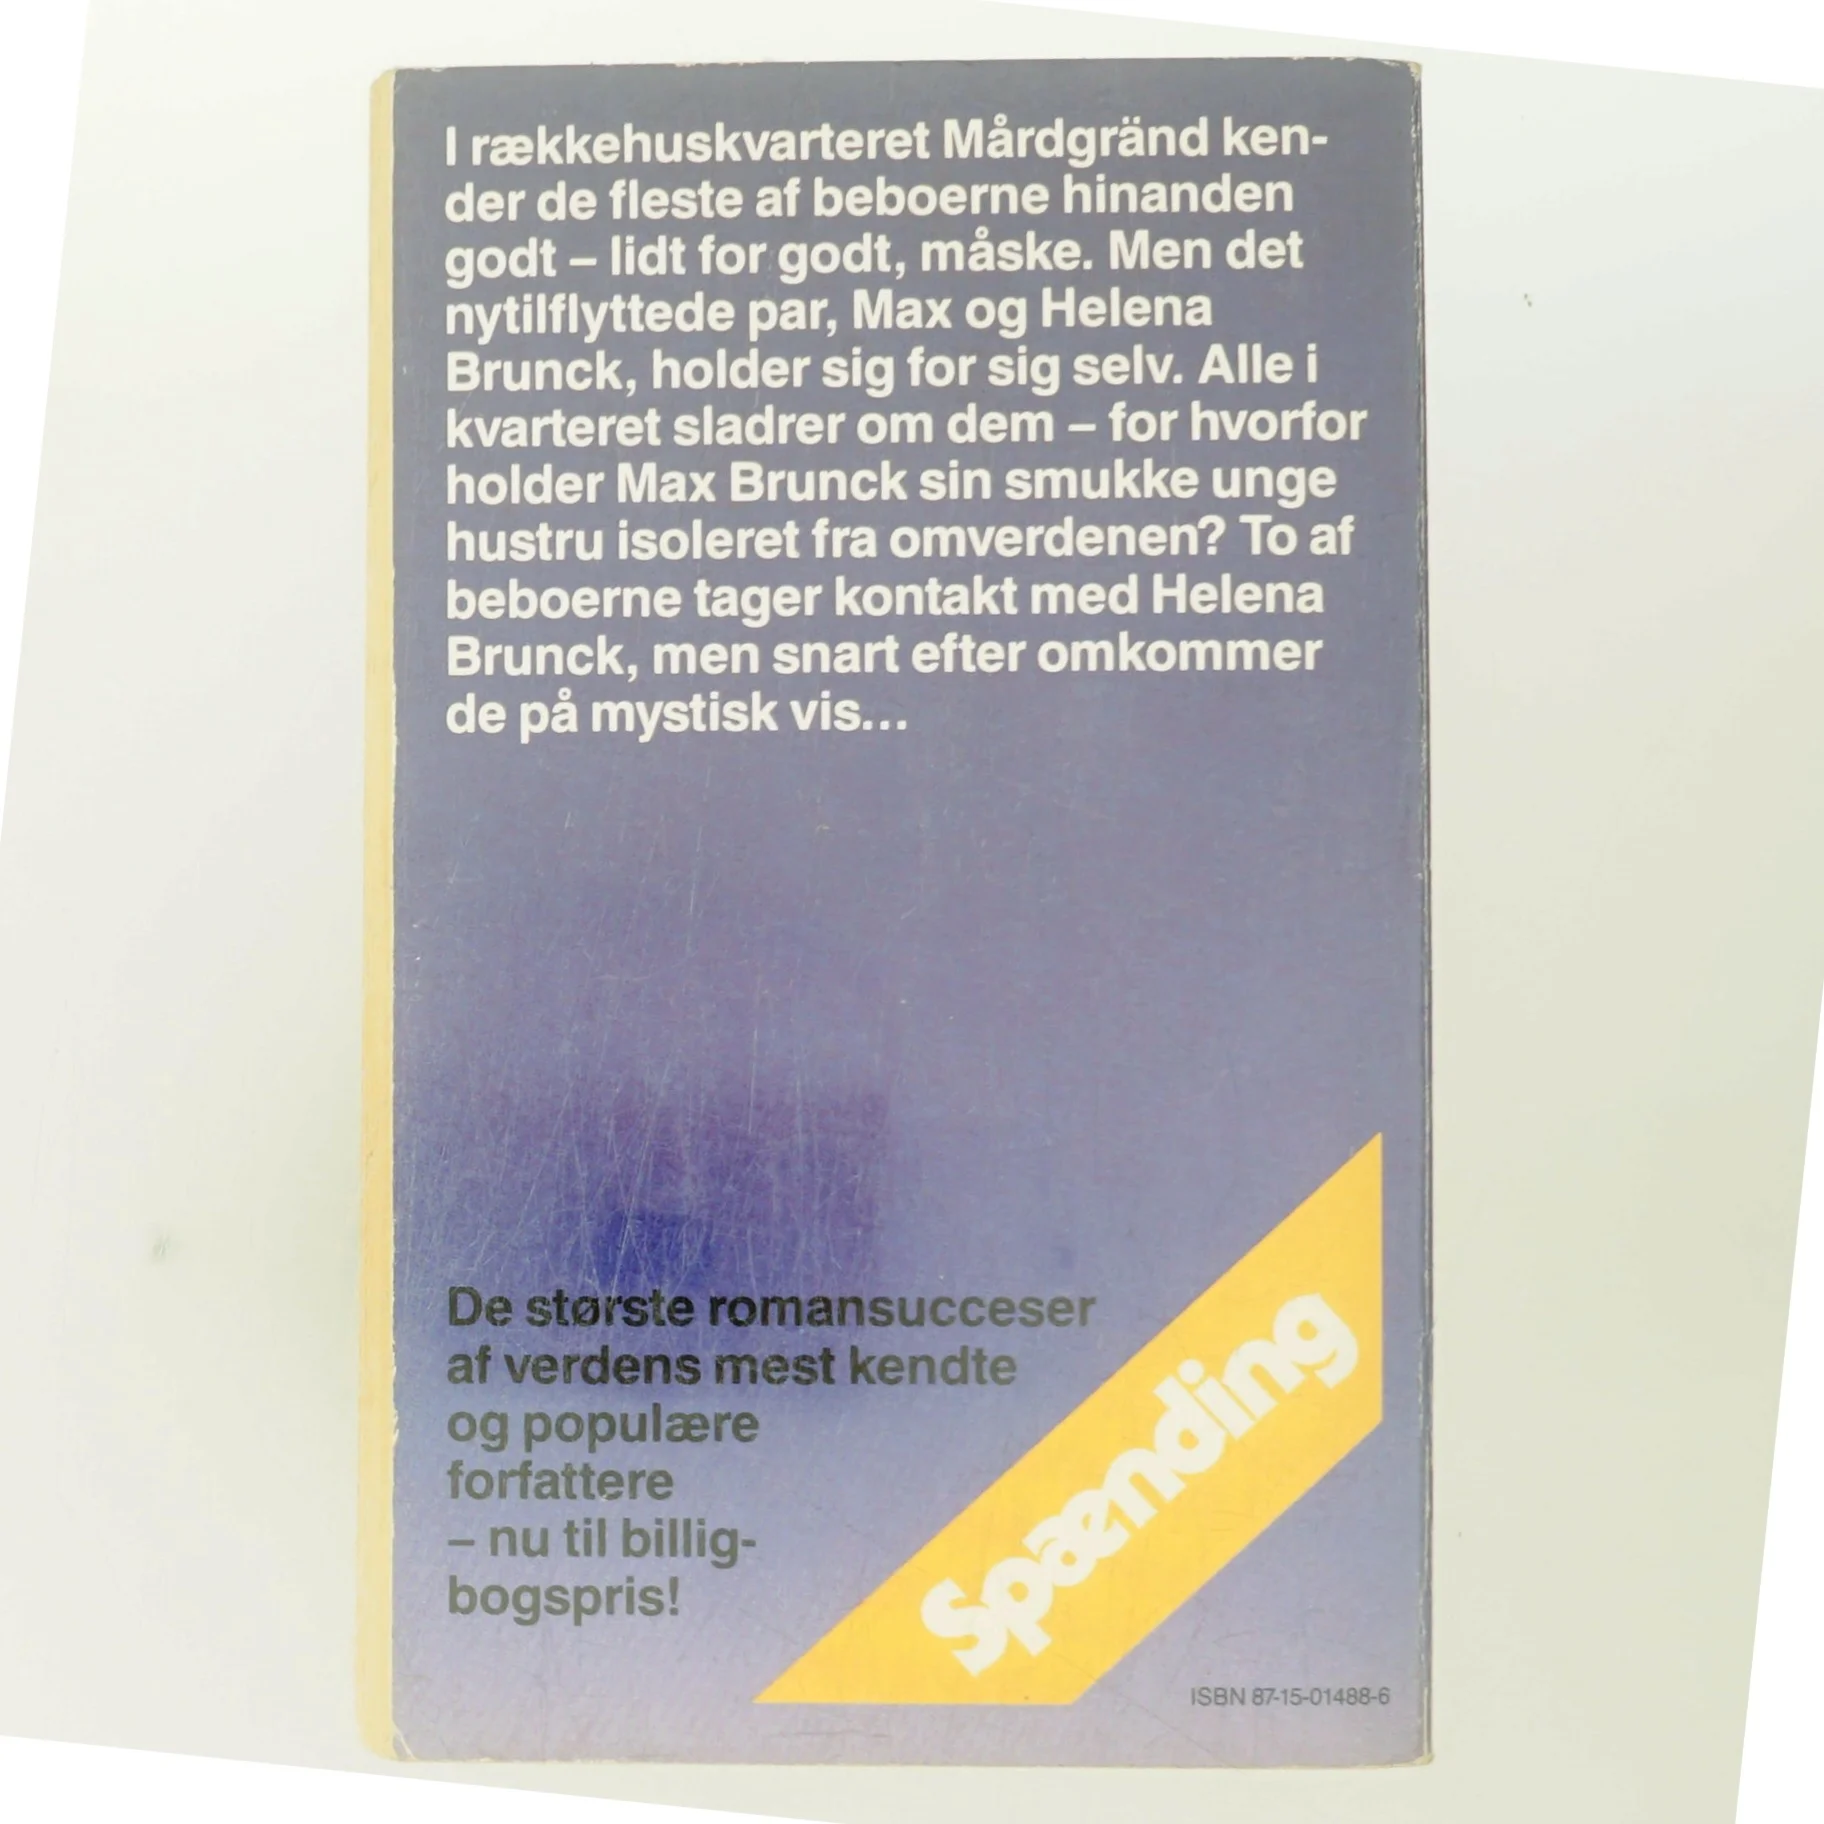 I rækkehuskvarteret Mårdgränd ken-
der de fleste af beboerne hinanden
godt – lidt for godt, måske. Men det
nytilflyttede par, Max og Helena
Brunck, holder sig for sig selv. Alle i
kvarteret sladrer om dem – for hvorfor
holder Max Brunck sin smukke unge
hustru isoleret fra omverdenen? To af
beboerne tager kontakt med Helena
Brunck, men snart efter omkommer
de på mystisk vis...
De største romansucceser
af verdens mest kendte
og populære
forfattere
– nu til billig-
bogspris!
Spænding
ISBN 87-15-01488-6